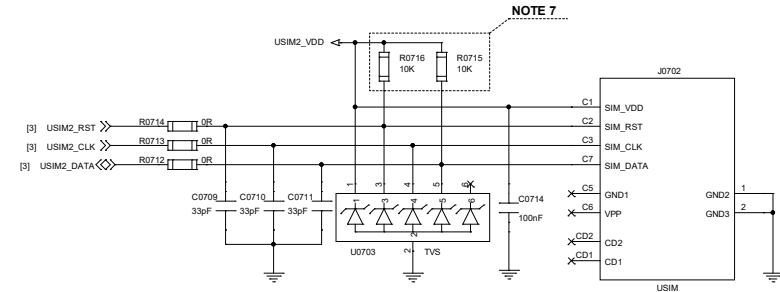 NOTE 7
USIM2_VDD
R0716
10K
R0715
10K
J0702
C1 SIM_VDD
[3] USIM2_RST R0714 0R C2 SIM_RST
[3] USIM2_CLK R0713 0R C3 SIM_CLK
[3] USIM2_DATA R0712 0R C7 SIM_DATA
1 3 4 5 6
C0709
33pF
C0710
33pF
C0711
33pF
1 3 4 5 6
2
C0714
100nF
C5 GND1
C6 VPP
CD2 CD2
CD1 CD1
GND2 1
GND3 2
U0703 2 TVS
USIM